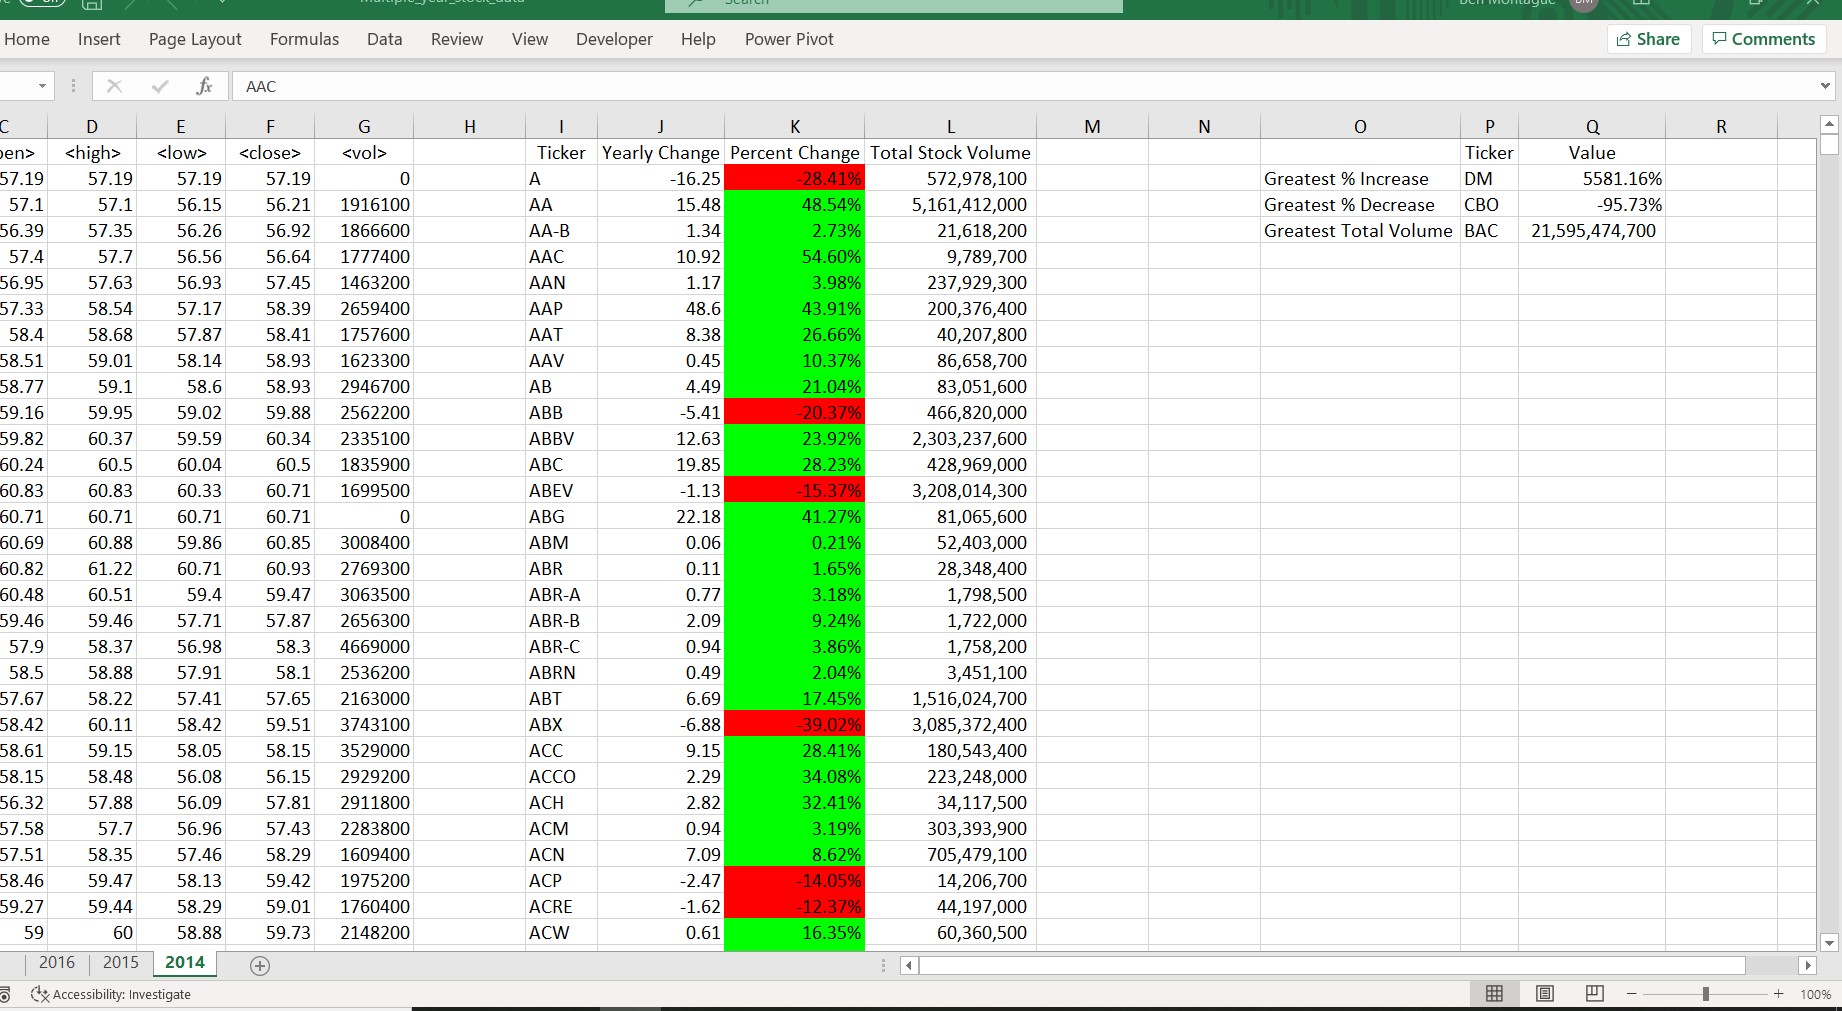 Search
Home Insert Page Layout Formulas Data Review View Developer Help Power Pivot Share Comments
fx AAC
C D E F G H I J K L M N O P Q R
<high> <low> <close> <vol> Ticker Yearly Change Percent Change Total Stock Volume Ticker Value
57.19 57.19 57.19 57.19 0 A -16.25 -28.41% 572,978,100 Greatest % Increase DM 5581.16%
57.1 57.1 56.15 56.21 1916100 AA 15.48 48.54% 5,161,412,000 Greatest % Decrease CBO -95.73%
56.39 57.35 56.26 56.92 1866600 AA-B 1.34 2.73% 21,618,200 Greatest Total Volume BAC 21,595,474,700
57.4 57.7 56.56 56.64 1777400 AAC 10.92 54.60% 9,789,700
56.95 57.63 56.93 57.45 1463200 AAN 1.17 3.98% 237,929,300
57.33 58.54 57.17 58.39 2659400 AAP 48.6 43.91% 200,376,400
58.4 58.68 57.87 58.41 1757600 AAT 8.38 26.66% 40,207,800
58.51 59.01 58.14 58.93 1623300 AAV 0.45 10.37% 86,658,700
58.77 59.1 58.6 58.93 2946700 AB 4.49 21.04% 83,051,600
59.16 59.95 59.02 59.88 2562200 ABB -5.41 -20.37% 466,820,000
59.82 60.37 59.59 60.34 2335100 ABBV 12.63 23.92% 2,303,237,600
60.24 60.5 60.04 60.5 1835900 ABC 19.85 28.23% 428,969,000
60.83 60.83 60.33 60.71 1699500 ABEV -1.13 -15.37% 3,208,014,300
60.71 60.71 60.71 60.71 0 ABG 22.18 41.27% 81,065,600
60.69 60.88 59.86 60.85 3008400 ABM 0.06 0.21% 52,403,000
60.82 61.22 60.71 60.93 2769300 ABR 0.11 1.65% 28,348,400
60.48 60.51 59.4 59.47 3063500 ABR-A 0.77 3.18% 1,798,500
59.46 59.46 57.71 57.87 2656300 ABR-B 2.09 9.24% 1,722,000
57.9 58.37 56.98 58.3 4669000 ABR-C 0.94 3.86% 1,758,200
58.5 58.88 57.91 58.1 2536200 ABRN 0.49 2.04% 3,451,100
57.67 58.22 57.41 57.65 2163000 ABT 6.69 17.45% 1,516,024,700
58.42 60.11 58.42 59.51 3743100 ABX -6.88 -39.02% 3,085,372,400
58.61 59.15 58.05 58.15 3529000 ACC 9.15 28.41% 180,543,400
58.15 58.48 56.08 56.15 2929200 ACCO 2.29 34.08% 223,248,000
56.32 57.88 56.09 57.81 2911800 ACH 2.82 32.41% 34,117,500
57.58 57.7 56.96 57.43 2283800 ACM 0.94 3.19% 303,393,900
57.51 58.35 57.46 58.29 1609400 ACN 7.09 8.62% 705,479,100
58.46 59.47 58.13 59.42 1975200 ACP -2.47 -14.05% 14,206,700
59.27 59.44 58.29 59.01 1760400 ACRE -1.62 -12.37% 44,197,000
59 60 58.88 59.73 2148200 ACW 0.61 16.35% 60,360,500
2016 2015 2014
Accessibility: Investigate 100%